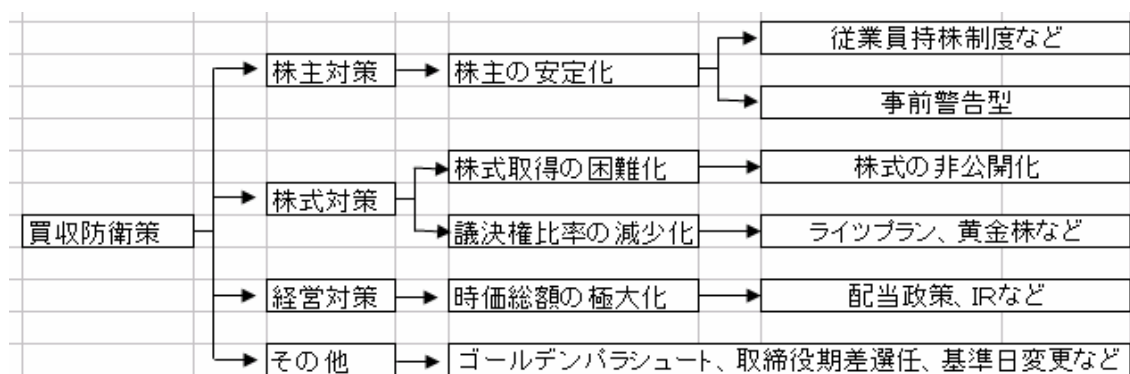 従業員持株制度など
株主対策
株主の安定化
事前警告型
株式取得の困難化
株式の非公開化
株式対策
買収防衛策
議決権比率の減少化
ライツプラン、黄金株など
経営対策
時価総額の極大化
配当政策、IRなど
その他
ゴールデンパラシュート、取締役期差選任、基準日変更など